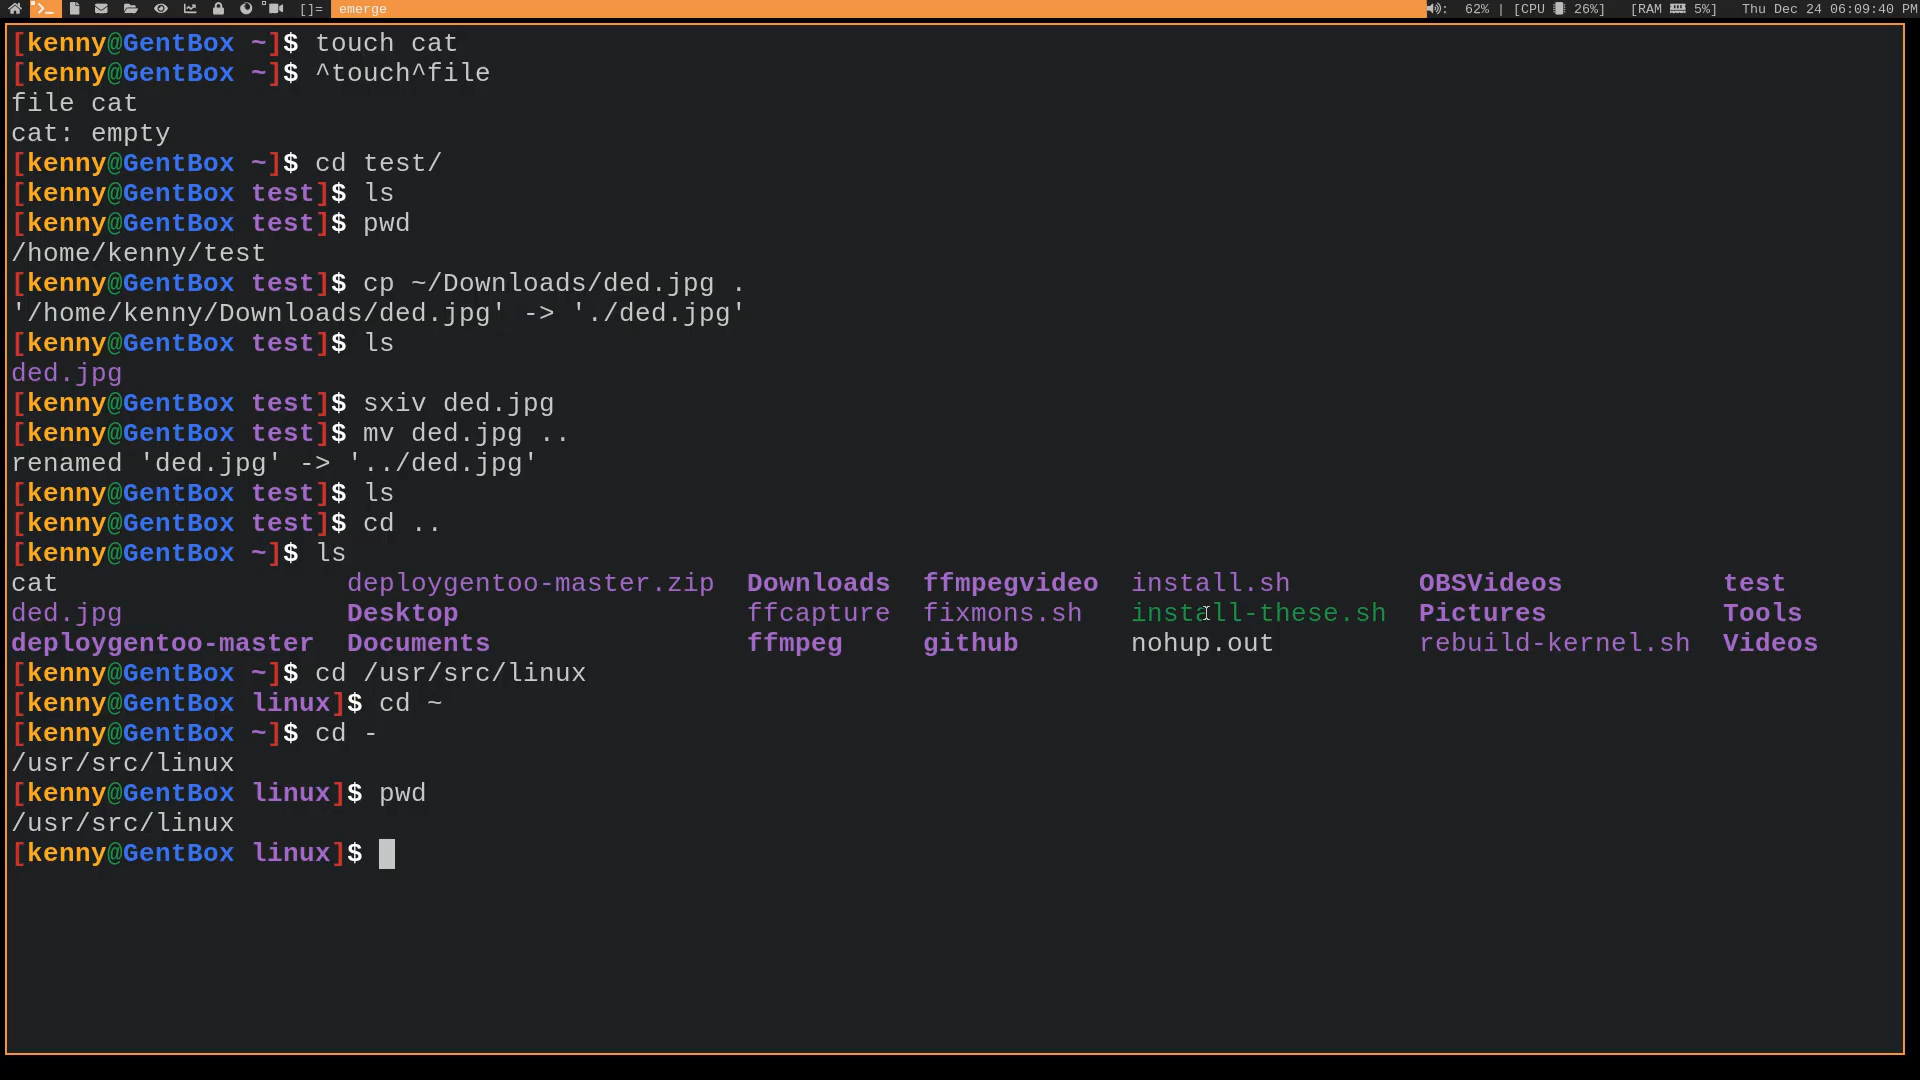 []= emerge 62% | [CPU 26%] [RAM 5%] Thu Dec 24 06:09:40 PM
[kenny@GentBox ~]$ touch cat
[kenny@GentBox ~]$ ^touch^file
file cat
cat: empty
[kenny@GentBox ~]$ cd test/
[kenny@GentBox test]$ ls
[kenny@GentBox test]$ pwd
/home/kenny/test
[kenny@GentBox test]$ cp ~/Downloads/ded.jpg .
'/home/kenny/Downloads/ded.jpg' -> './ded.jpg'
[kenny@GentBox test]$ ls
ded.jpg
[kenny@GentBox test]$ sxiv ded.jpg
[kenny@GentBox test]$ mv ded.jpg ..
renamed 'ded.jpg' -> '../ded.jpg'
[kenny@GentBox test]$ ls
[kenny@GentBox test]$ cd ..
[kenny@GentBox ~]$ ls
cat deploygentoo-master.zip Downloads ffmpegvideo install.sh OBSVideos test
ded.jpg Desktop ffcapture fixmons.sh install-these.sh Pictures Tools
deploygentoo-master Documents ffmpeg github nohup.out rebuild-kernel.sh Videos
[kenny@GentBox ~]$ cd /usr/src/linux
[kenny@GentBox linux]$ cd ~
[kenny@GentBox ~]$ cd -
/usr/src/linux
[kenny@GentBox linux]$ pwd
/usr/src/linux
[kenny@GentBox linux]$